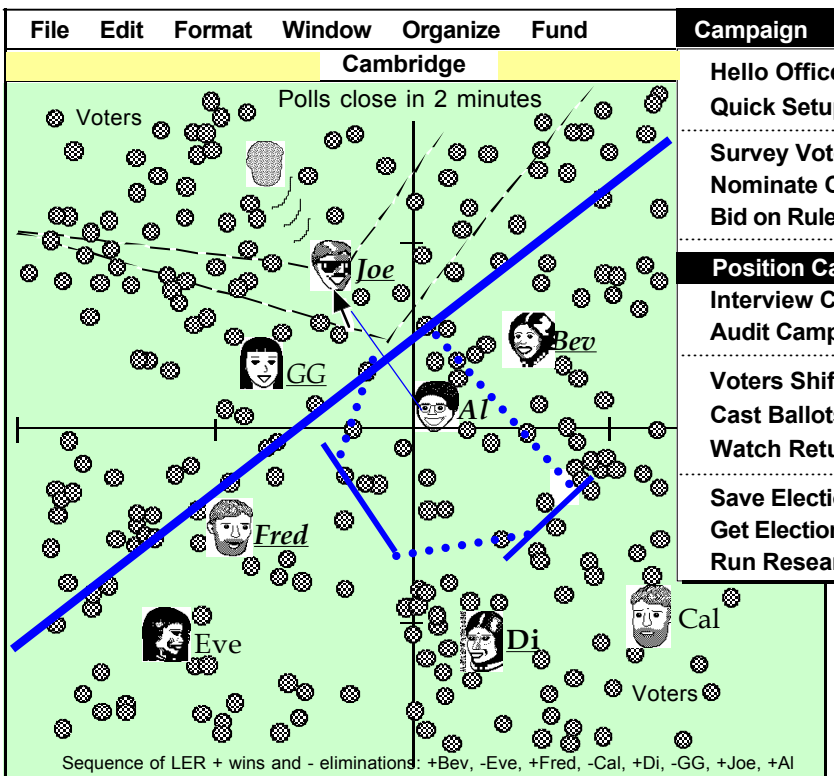 File Edit Format Window Organize Fund Campaign
Cambridge
Polls close in 2 minutes
Voters
Joe
GG
Bev
Al
Fred
Eve
Di
Cal
Voters
Sequence of LER + wins and - eliminations: +Bev, -Eve, +Fred, -Cal, +Di, -GG, +Joe, +Al
Hello Office
Quick Setup
Survey Vot
Nominate C
Bid on Rule
Position Ca
Interview C
Audit Camp
Voters Shif
Cast Ballots
Watch Retu
Save Electi
Get Election
Run Resear